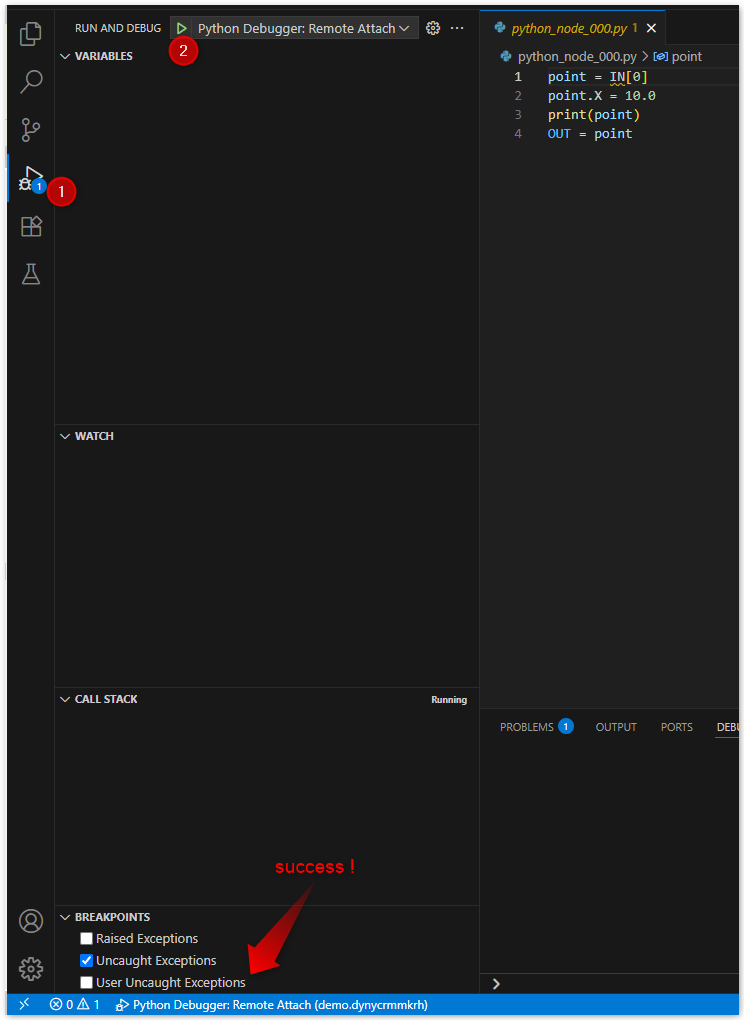 RUN AND DEBUG Python Debugger: Remote Attach ...
2
VARIABLES
1
1
WATCH
CALL STACK Running
success !
BREAKPOINTS
Raised Exceptions
Uncaught Exceptions
User Uncaught Exceptions
python_node_000.py 1
python_node_000.py > point
1 point = IN[0]
2 point.X = 10.0
3 print(point)
4 OUT = point
PROBLEMS 1 OUTPUT PORTS DEBU
0 1 Python Debugger: Remote Attach (demo.dynycrmmkrh)